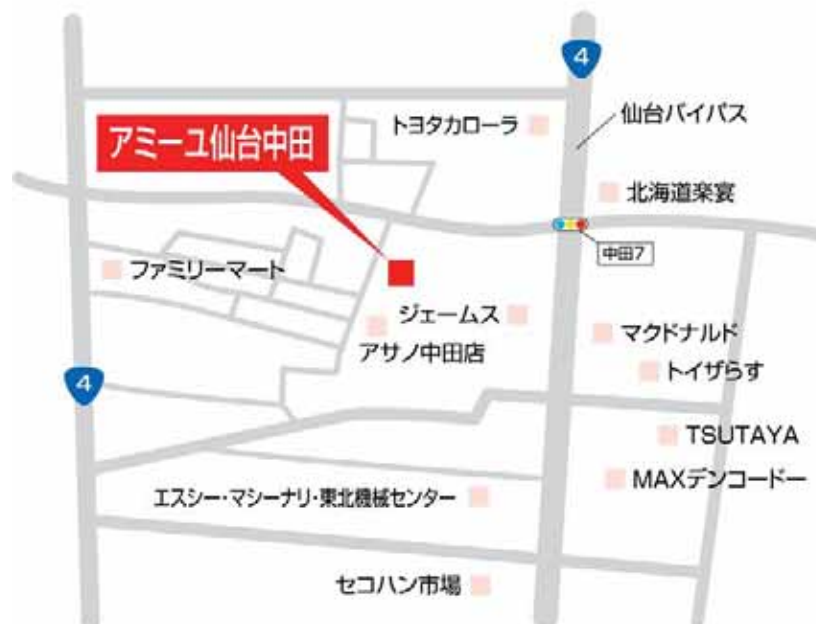 4
トヨタカローラ
仙台バイパス
アミーユ仙台中田
北海道楽宴
中田7
ファミリーマート
ジェームス
アサノ中田店
マクドナルド
トイザらす
4
TSUTAYA
MAXデンコードー
エスシー・マシーナリ・東北機械センター
セコハン市場